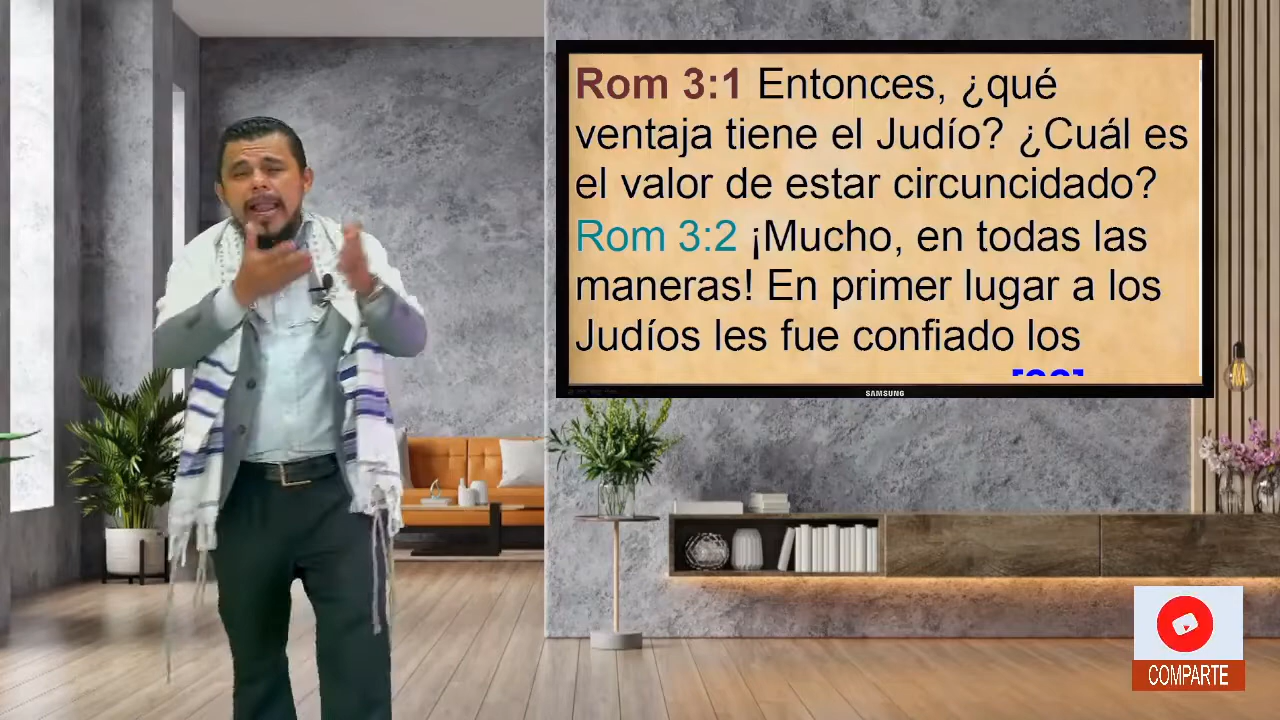 Rom 3:1 Entonces, ¿qué
ventaja tiene el Judío? ¿Cuál es
el valor de estar circuncidado?
Rom 3:2 ¡Mucho, en todas las
maneras! En primer lugar a los
Judíos les fue confiado los
SAMSUNG
COMPARTE